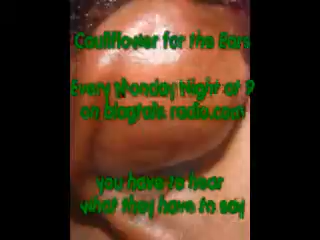 Cauliflower for the Ears
Every Monday Night at 9
on blogtalk radio.com
you have to hear
what they have to say